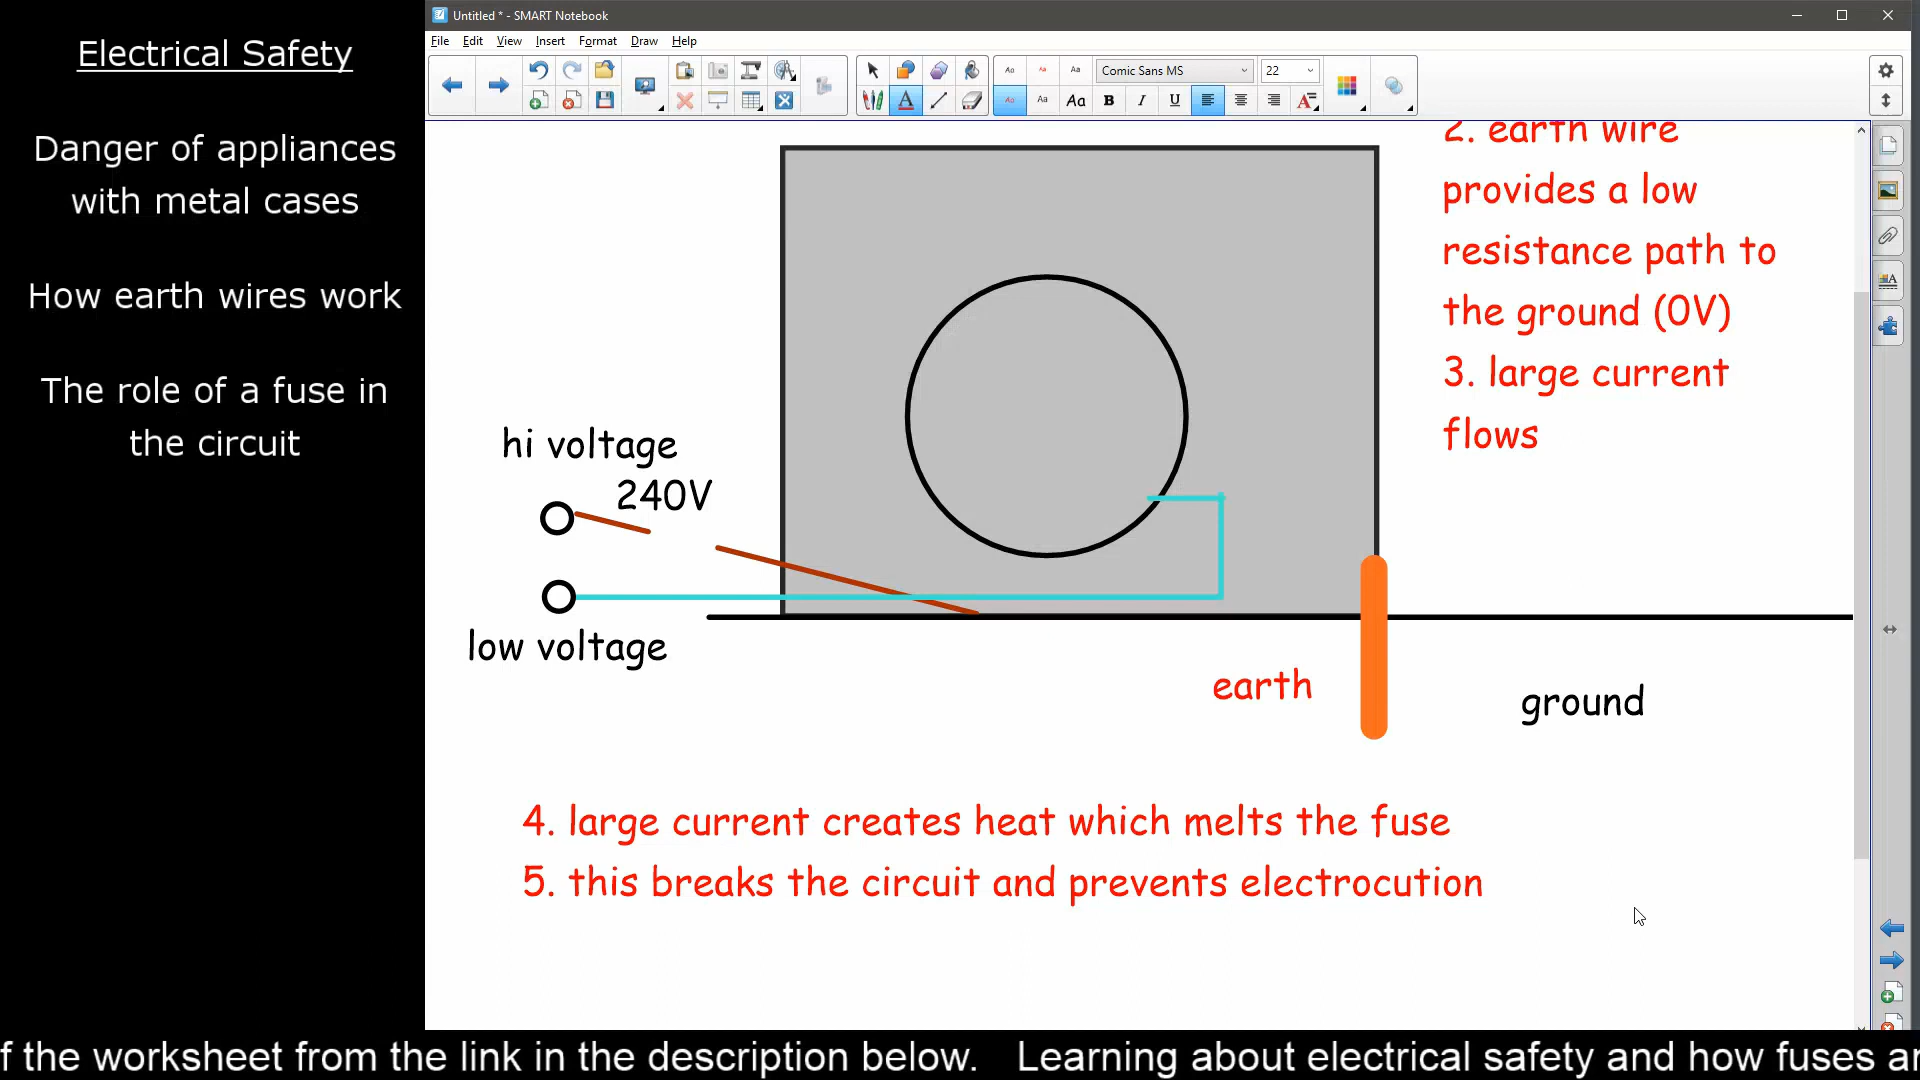 Electrical Safety
Danger of appliances
with metal cases
How earth wires work
The role of a fuse in
the circuit
Untitled * - SMART Notebook
File Edit View Insert Format Draw Help
Comic Sans MS 22
2. earth wire
provides a low
resistance path to
the ground (0V)
3. large current
flows
hi voltage
240V
low voltage
earth
ground
4. large current creates heat which melts the fuse
5. this breaks the circuit and prevents electrocution
f the worksheet from the link in the description below. Learning about electrical safety and how fuses a